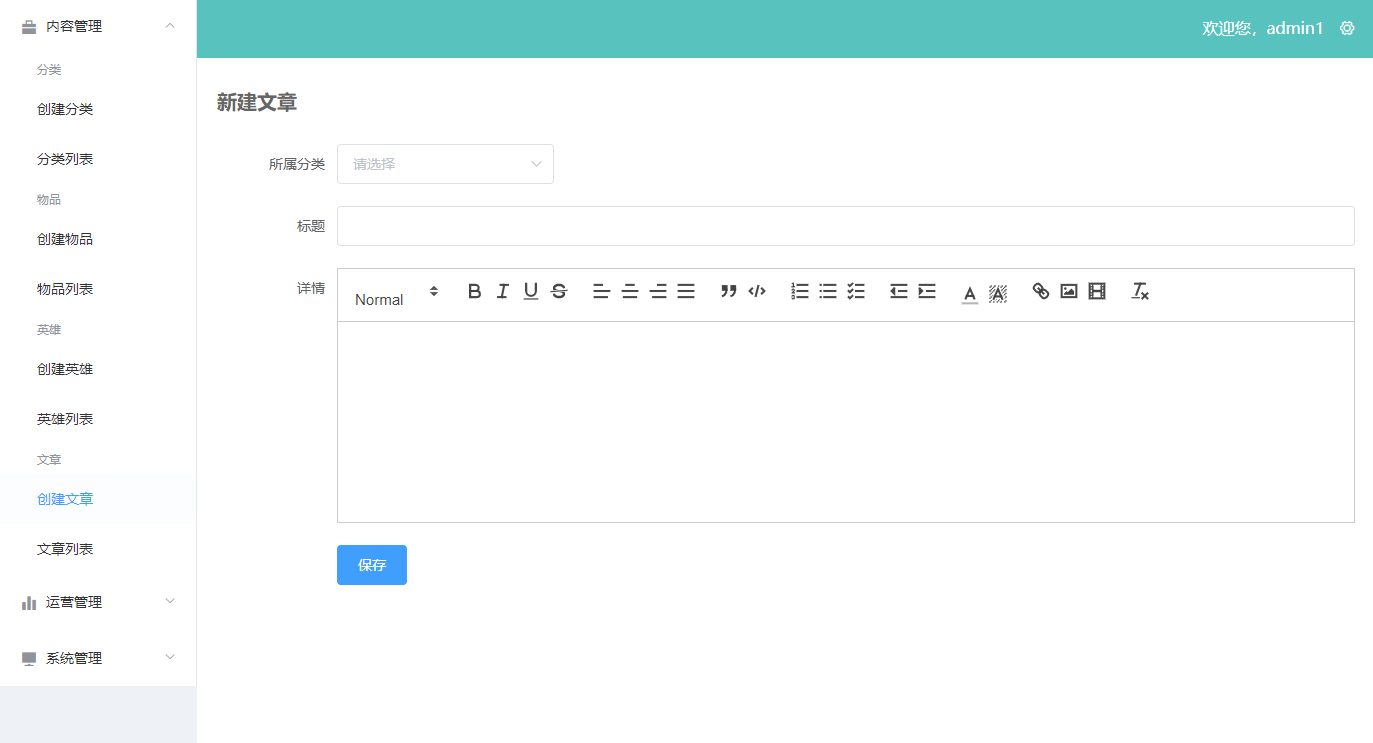 内容管理
分类
创建分类
分类列表
物品
创建物品
物品列表
英雄
创建英雄
英雄列表
文章
创建文章
文章列表
运营管理
系统管理
欢迎您，admin1
新建文章
所属分类 请选择
标题
详情 Normal
保存